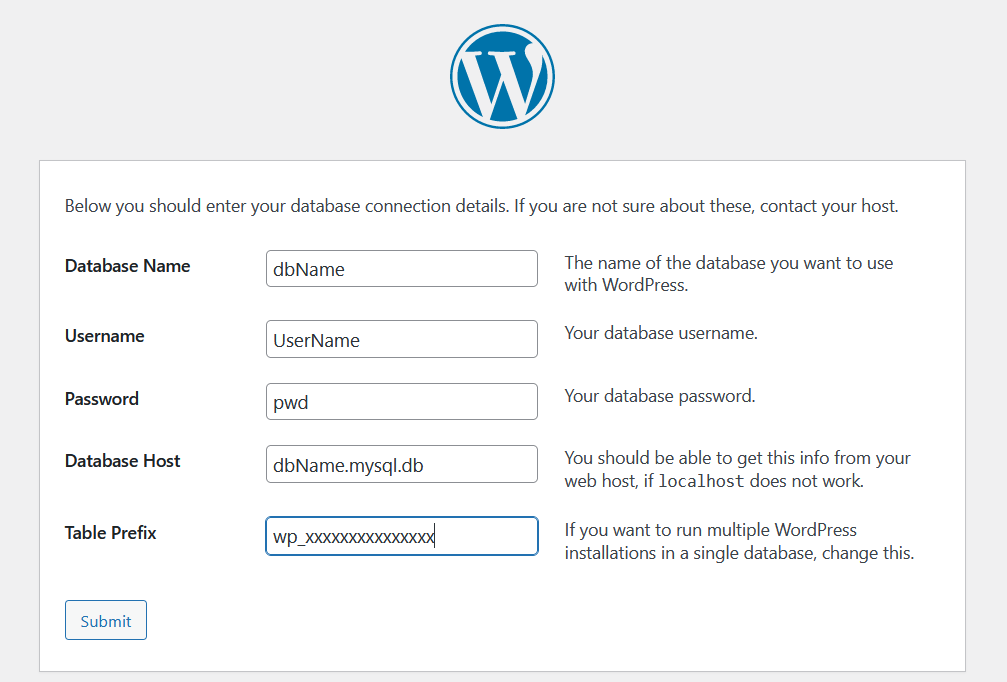 Below you should enter your database connection details. If you are not sure about these, contact your host.
Database Name
dbName
The name of the database you want to use
with WordPress.
Username
UserName
Your database username.
Password
pwd
Your database password.
Database Host
dbName.mysql.db
You should be able to get this info from your
web host, if localhost does not work.
Table Prefix
wp_xxxxxxxxxxxxxxx
If you want to run multiple WordPress
installations in a single database, change this.
Submit